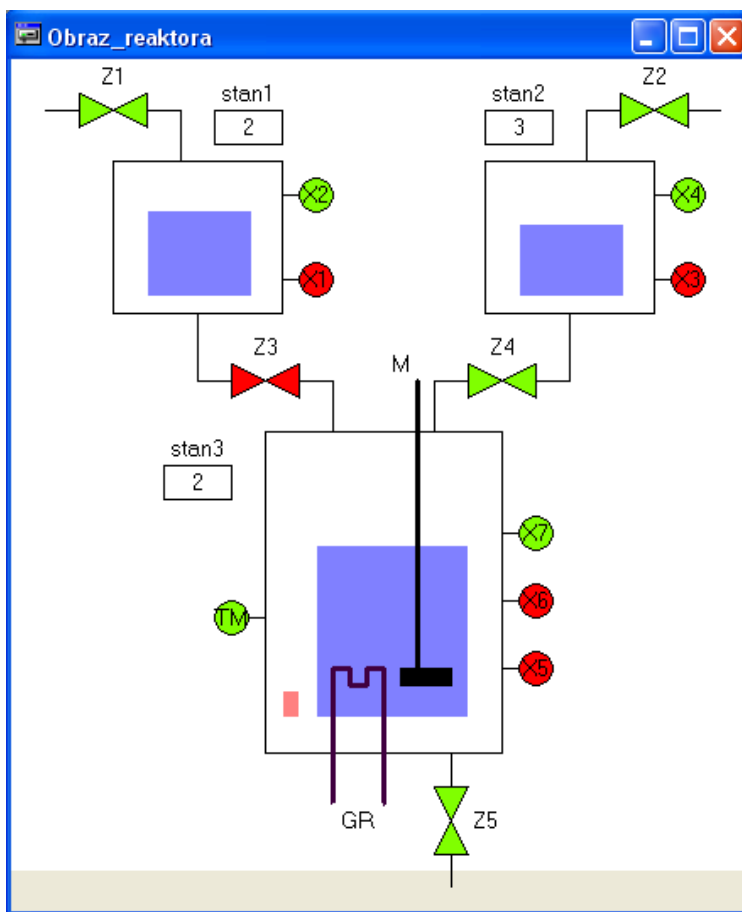 Obraz_reaktora
Z1
Z2
stan1
stan2
2
3
X2
X4
X1
X3
Z3
Z4
M
stan3
2
X7
X6
TM
X5
GR
Z5